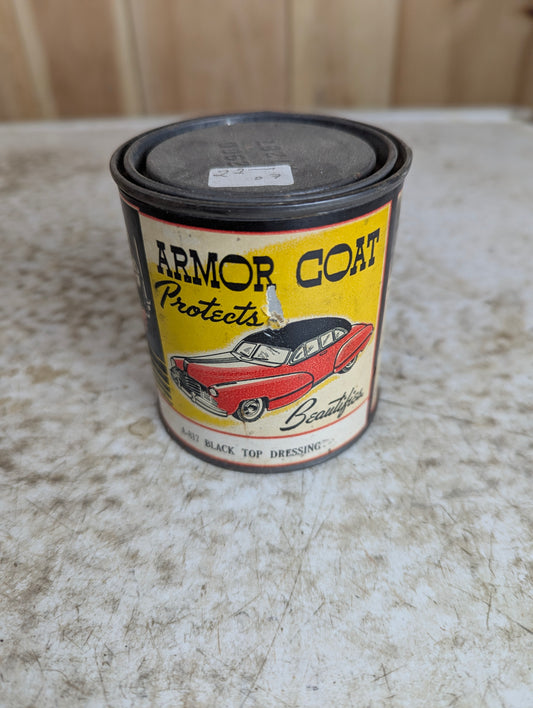 ARMOR COAT
Protects
Beautifies
A-817 BLACK TOP DRESSING